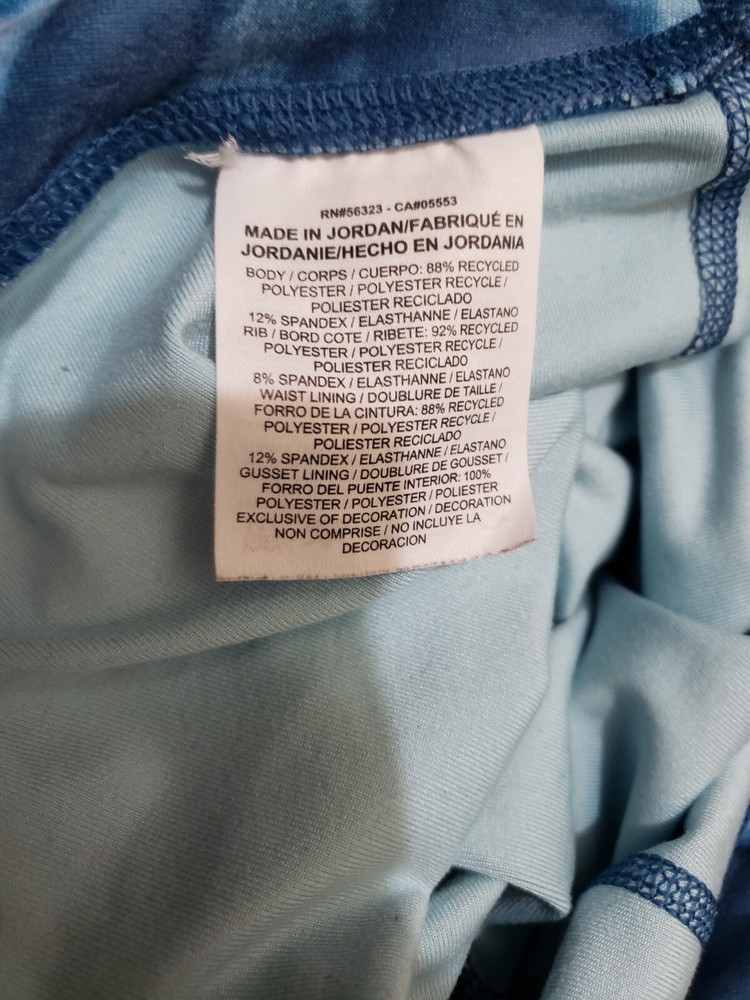 RN#56323 - CA#05553
MADE IN JORDAN/FABRIQUÉ EN
JORDANIE/HECHO EN JORDANIA
BODY / CORPS / CUERPO: 88% RECYCLED
POLYESTER / POLYESTER RECYCLE /
POLIESTER RECICLADO
12% SPANDEX / ELASTHANNE / ELASTANO
RIB / BORD COTE / RIBETE: 92% RECYCLED
POLYESTER / POLYESTER RECYCLE /
POLIESTER RECICLADO
8% SPANDEX / ELASTHANNE / ELASTANO
WAIST LINING / DOUBLURE DE TAILLE /
FORRO DE LA CINTURA: 88% RECYCLED
POLYESTER / POLYESTER RECYCLE /
POLIESTER RECICLADO
12% SPANDEX / ELASTHANNE / ELASTANO
GUSSET LINING / DOUBLURE DE GOUSSET /
FORRO DEL PUENTE INTERIOR: 100%
POLYESTER / POLYESTER / POLIESTER
EXCLUSIVE OF DECORATION / DECORATION
NON COMPRISE / NO INCLUYE LA
DECORACION